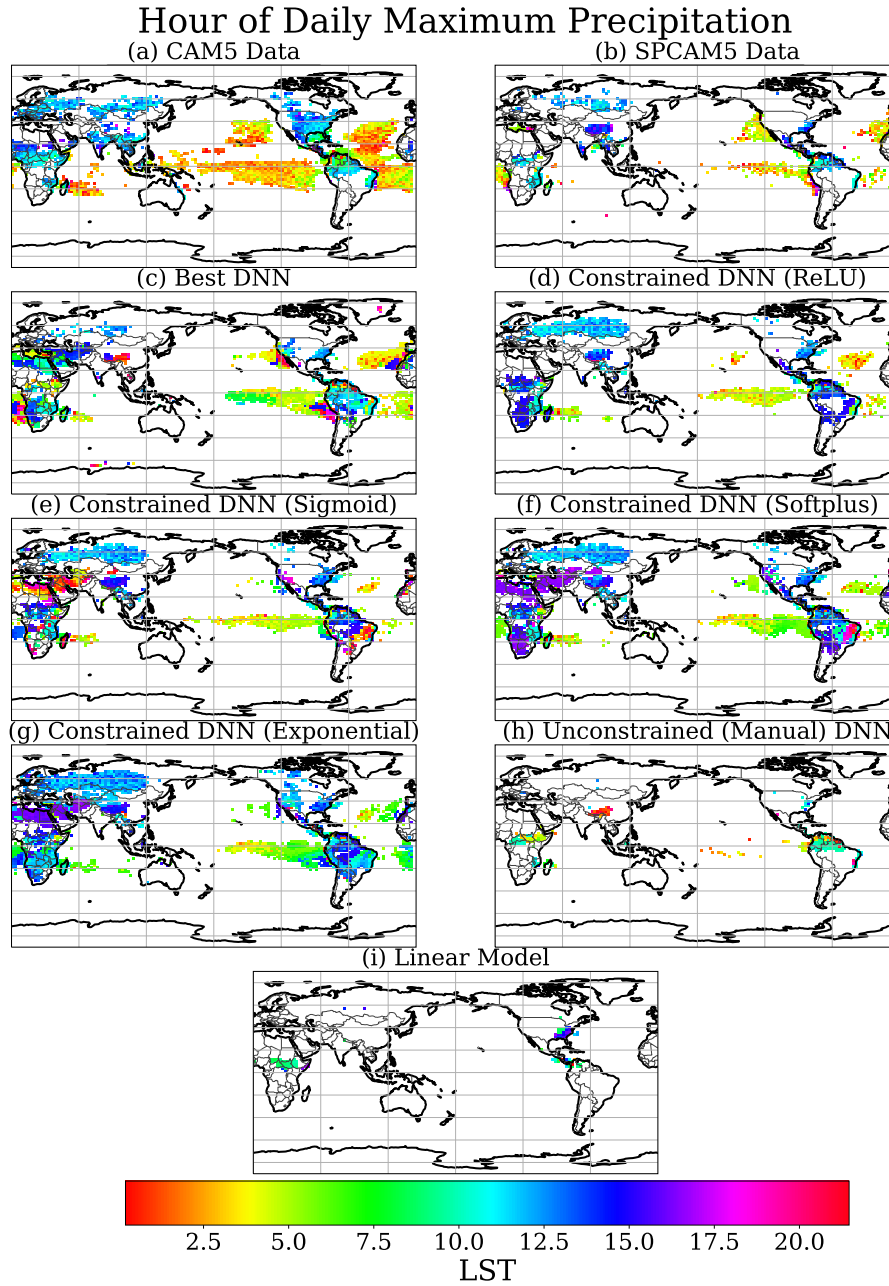 Hour of Daily Maximum Precipitation
(a) CAM5 Data
(b) SPCAM5 Data
(c) Best DNN
(d) Constrained DNN (ReLU)
(e) Constrained DNN (Sigmoid)
(f) Constrained DNN (Softplus)
(g) Constrained DNN (Exponential)
(h) Unconstrained (Manual) DNN
(i) Linear Model
2.5 5.0 7.5 10.0 12.5 15.0 17.5 20.0
LST